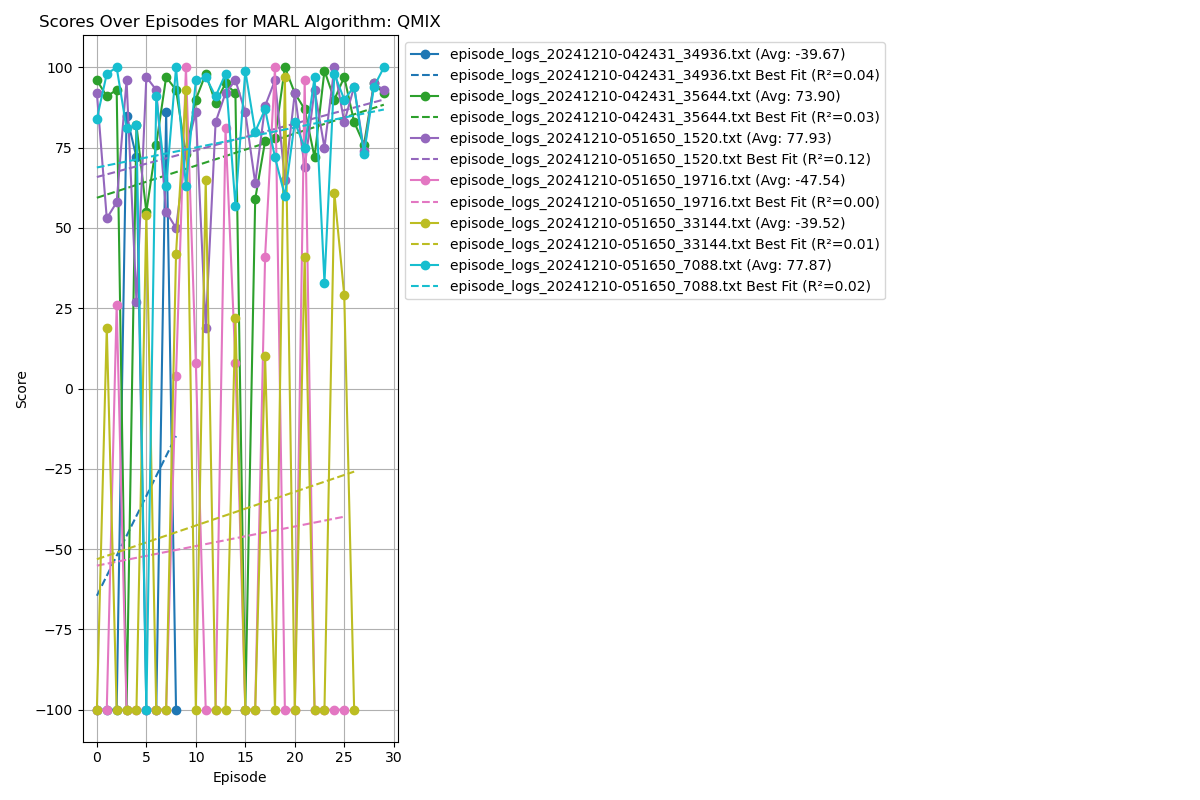 Scores Over Episodes for MARL Algorithm: QMIX
episode_logs_20241210-042431_34936.txt (Avg: -39.67)
episode_logs_20241210-042431_34936.txt Best Fit (R²=0.04)
episode_logs_20241210-042431_35644.txt (Avg: 73.90)
episode_logs_20241210-042431_35644.txt Best Fit (R²=0.03)
episode_logs_20241210-051650_1520.txt (Avg: 77.93)
episode_logs_20241210-051650_1520.txt Best Fit (R²=0.12)
episode_logs_20241210-051650_19716.txt (Avg: -47.54)
episode_logs_20241210-051650_19716.txt Best Fit (R²=0.00)
episode_logs_20241210-051650_33144.txt (Avg: -39.52)
episode_logs_20241210-051650_33144.txt Best Fit (R²=0.01)
episode_logs_20241210-051650_7088.txt (Avg: 77.87)
episode_logs_20241210-051650_7088.txt Best Fit (R²=0.02)
100
75
50
25
0
−25
−50
−75
−100
Score
0 5 10 15 20 25 30
Episode